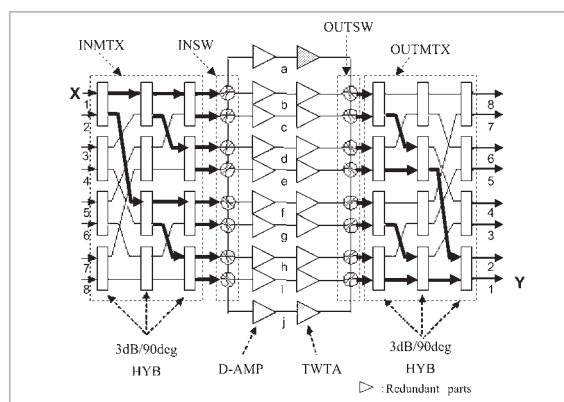 OUTSW
INMTX
INSW
OUTMTX
a
X
b
1
8
2
c
7
3
d
6
4
e
5
5
f
4
6
g
3
7
h
2
8
i
1
Y
j
3dB/90deg
HYB
D-AMP
TWTA
3dB/90deg
HYB
: Redundant parts